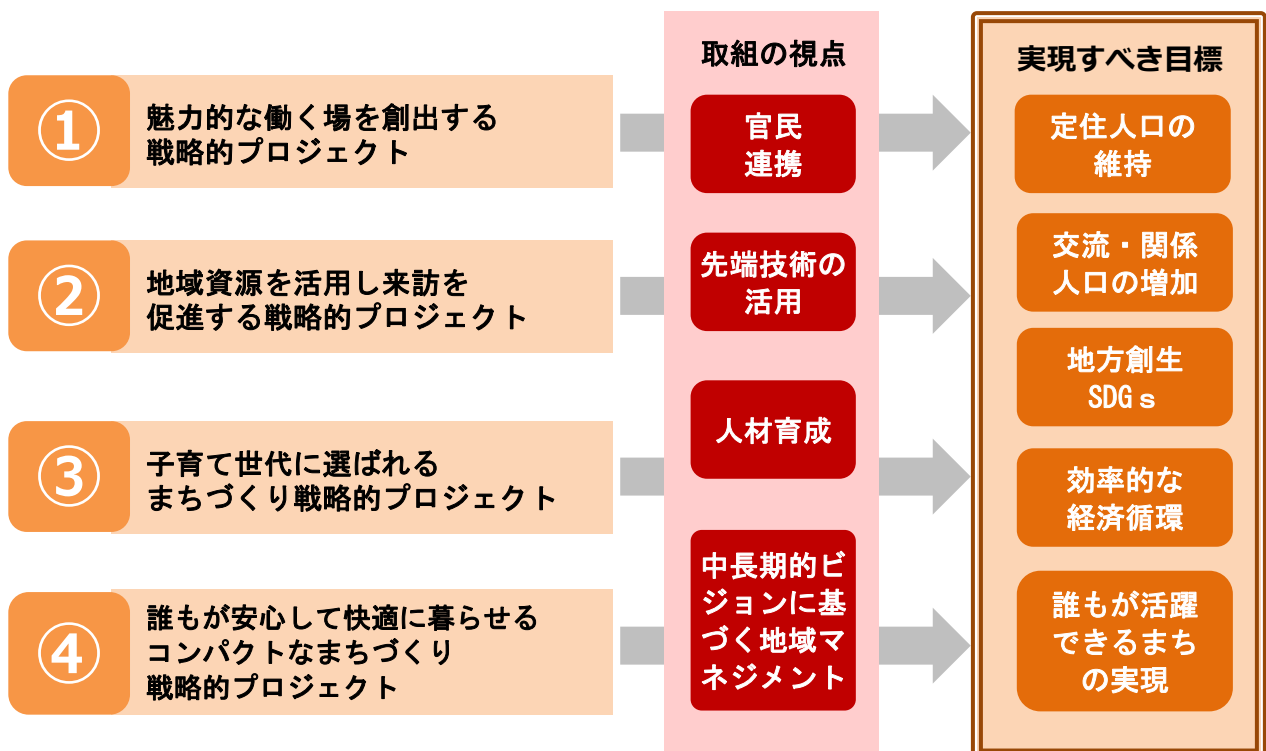 ①
魅力的な働く場を創出する
戦略的プロジェクト
②
地域資源を活用し来訪を
促進する戦略的プロジェクト
③
子育て世代に選ばれる
まちづくり戦略的プロジェクト
④
誰もが安心して快適に暮らせる
コンパクトなまちづくり
戦略的プロジェクト
取組の視点
官民
連携
先端技術の
活用
人材育成
中長期的ビ
ジョンに基
づく地域マ
ネジメント
実現すべき目標
定住人口の
維持
交流・関係
人口の増加
地方創生
SDGｓ
効率的な
経済循環
誰もが活躍
できるまち
の実現